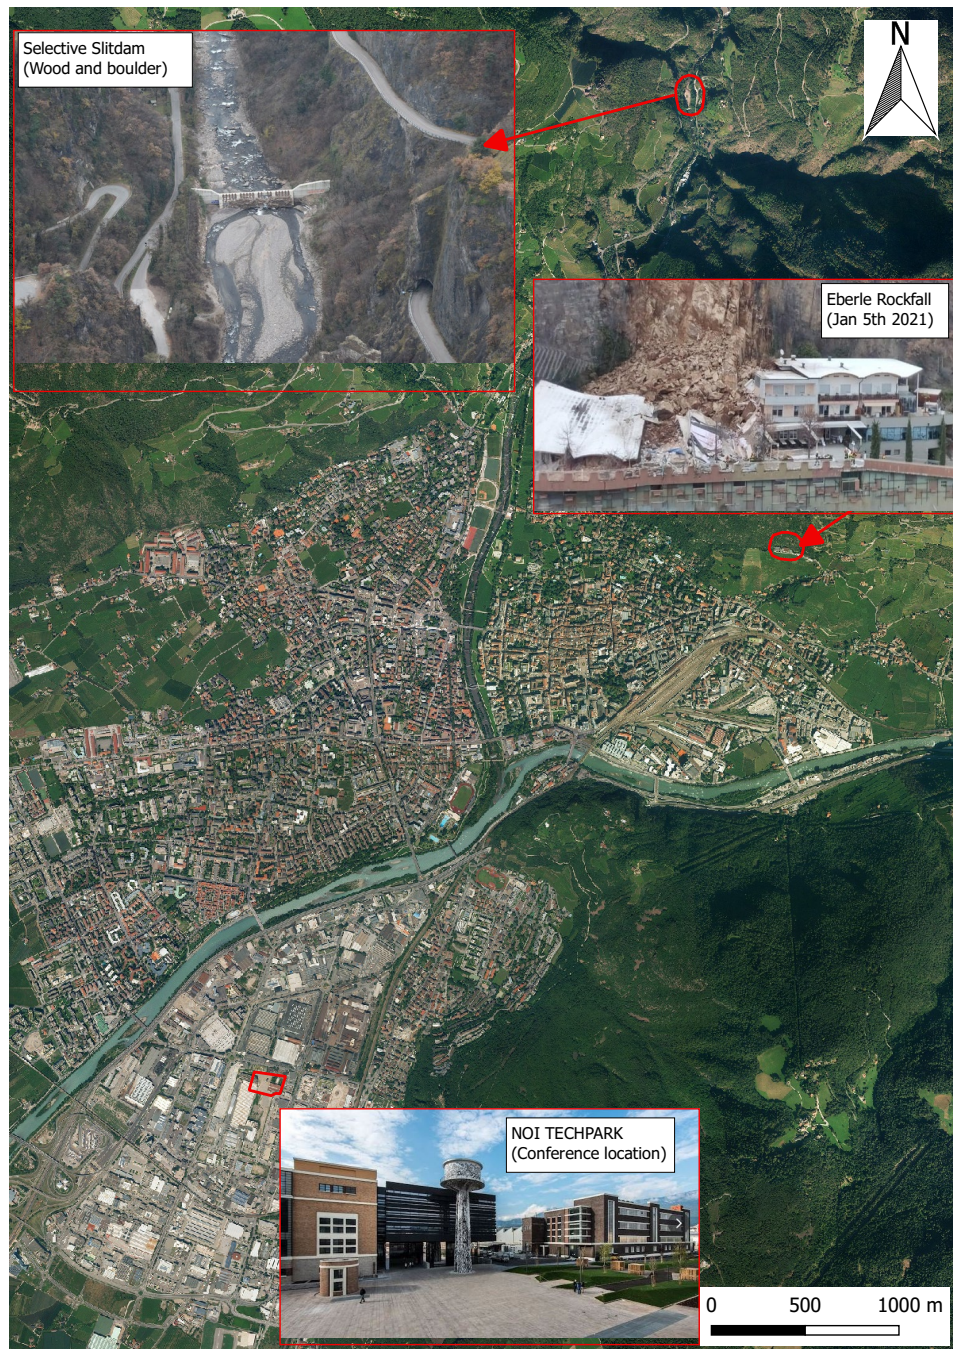 Selective Slitdam
(Wood and boulder)
N
Eberle Rockfall
(Jan 5th 2021)
NOI TECHPARK
(Conference location)
0 500 1000 m